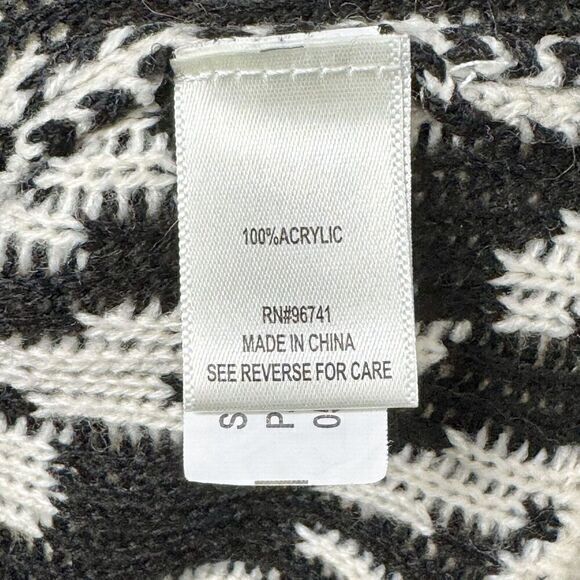 100%ACRYLIC
RN#96741
MADE IN CHINA
SEE REVERSE FOR CARE
S
P